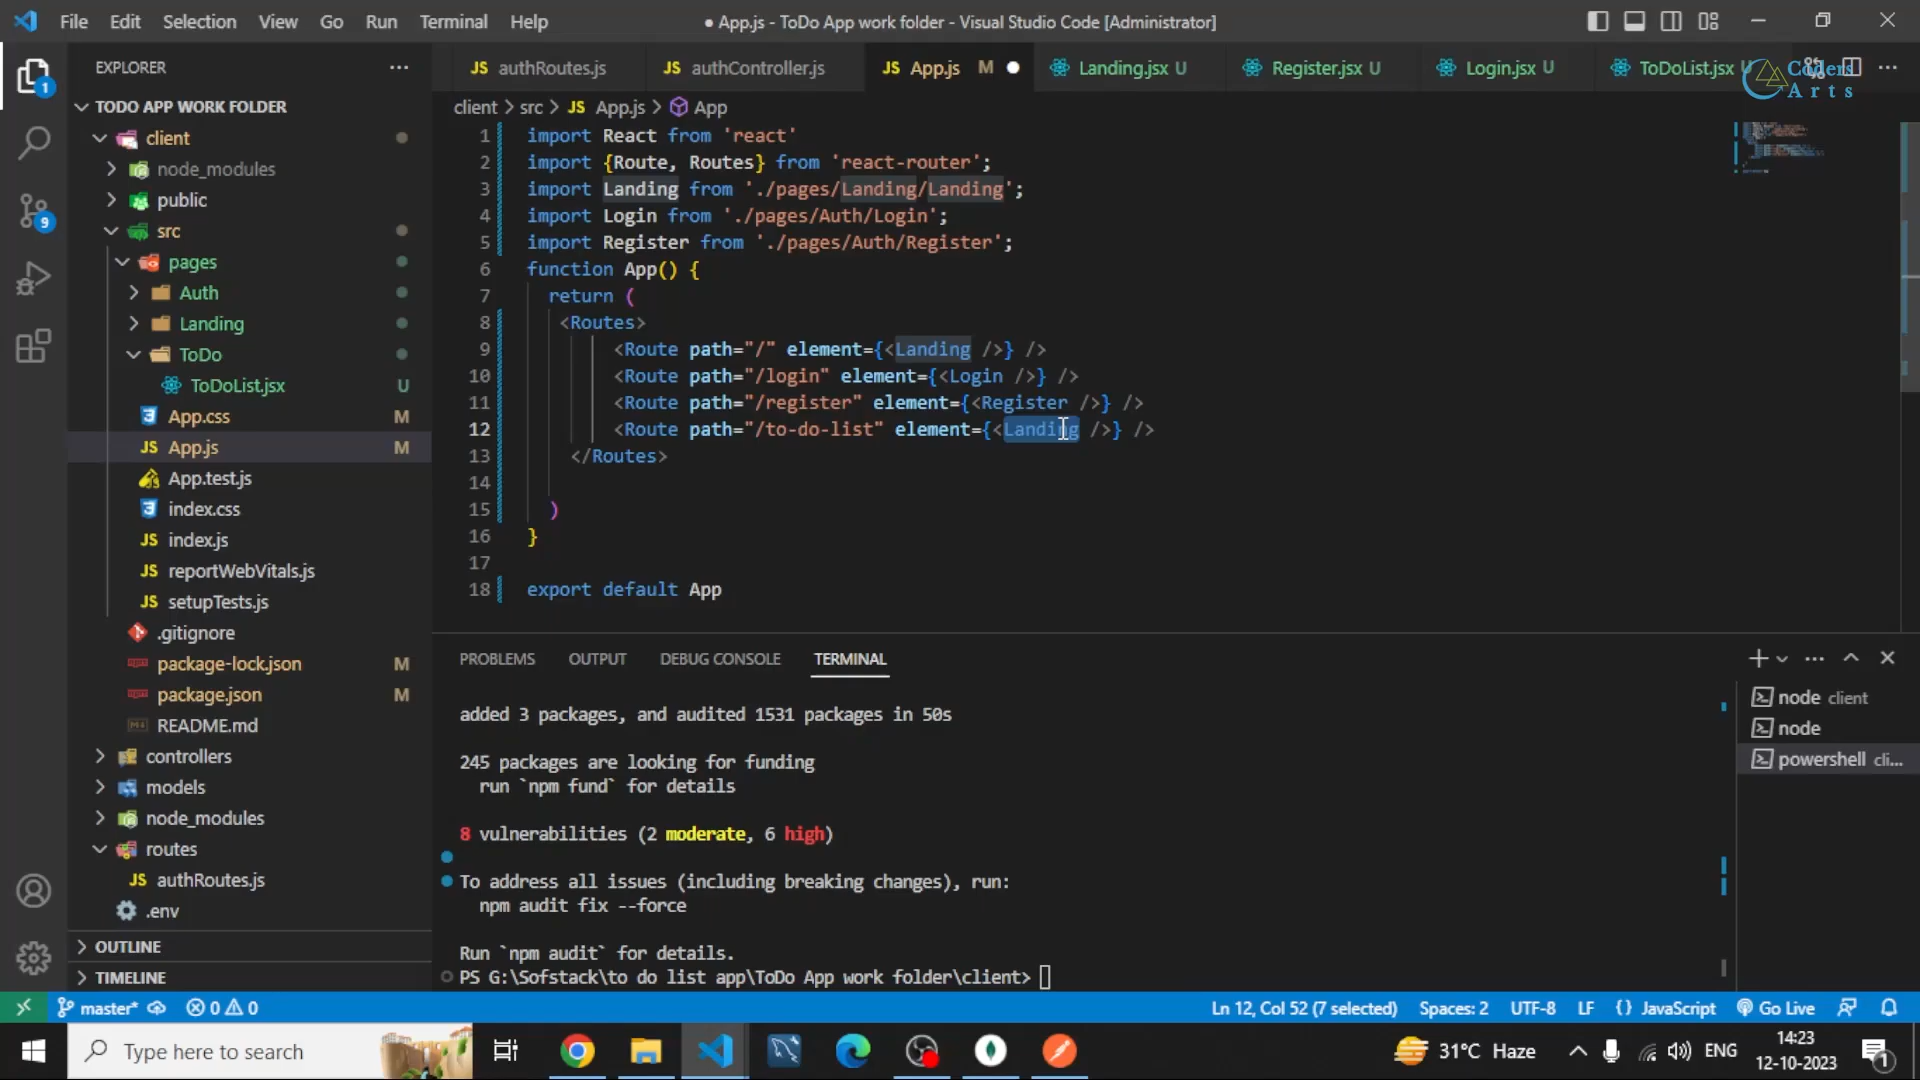 File Edit Selection View Go Run Terminal Help
● App.js - ToDo App work folder - Visual Studio Code [Administrator]
EXPLORER
TODO APP WORK FOLDER
client
node_modules
public
src
pages
Auth
Landing
ToDo
ToDoList.jsx U
App.css M
App.js M
App.test.js
index.css
index.js
reportWebVitals.js
setupTests.js
.gitignore
package-lock.json M
package.json M
README.md
controllers
models
node_modules
routes
authRoutes.js
.env
OUTLINE
TIMELINE
1
9
JS authRoutes.js
JS authController.js
JS App.js M
Landing.jsx U
Register.jsx U
Login.jsx U
ToDoList.jsx U
Coders
Arts
client > src > JS App.js > App
1 import React from 'react'
2 import {Route, Routes} from 'react-router';
3 import Landing from './pages/Landing/Landing';
4 import Login from './pages/Auth/Login';
5 import Register from './pages/Auth/Register';
6 function App() {
7 return (
8 <Routes>
9 <Route path="/" element={<Landing />} />
10 <Route path="/login" element={<Login />} />
11 <Route path="/register" element={<Register />} />
12 <Route path="/to-do-list" element={<Landing />} />
13 </Routes>
14
15 )
16 }
17
18 export default App
PROBLEMS OUTPUT DEBUG CONSOLE TERMINAL
added 3 packages, and audited 1531 packages in 50s
245 packages are looking for funding
run `npm fund` for details
8 vulnerabilities (2 moderate, 6 high)
To address all issues (including breaking changes), run:
npm audit fix --force
Run `npm audit` for details.
PS G:\Sofstack\to do list app\ToDo App work folder\client>
node client
node
powershell cli...
master* 0 0
Ln 12, Col 52 (7 selected) Spaces: 2 UTF-8 LF {} JavaScript Go Live
Type here to search
31°C Haze
ENG
14:23
12-10-2023
1